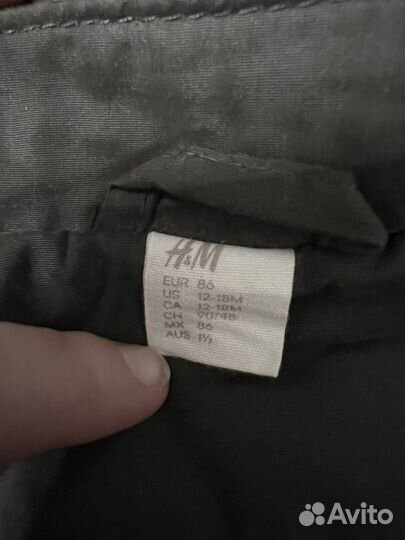 H&M
EUR 86
US 12-18M
CA 12-18M
CN 90/48
MX 86
AUS 1½
Avito